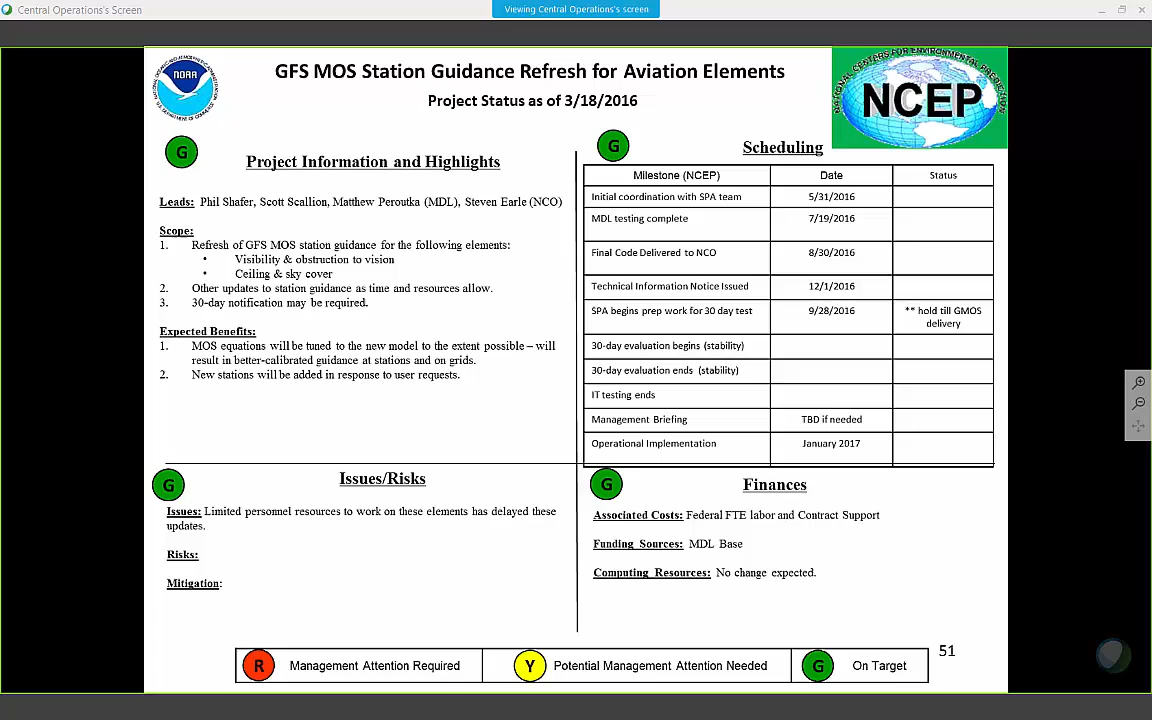 Central Operations's Screen
Viewing Central Operations's screen
GFS MOS Station Guidance Refresh for Aviation Elements
Project Status as of 3/18/2016
NOAA
NATIONAL CENTERS FOR ENVIRONMENTAL PREDICTION
NCEP
G
Project Information and Highlights
Leads: Phil Shafer, Scott Scallion, Matthew Peroutka (MDL), Steven Earle (NCO)
Scope:
1. Refresh of GFS MOS station guidance for the following elements:
• Visibility & obstruction to vision
• Ceiling & sky cover
2. Other updates to station guidance as time and resources allow.
3. 30-day notification may be required.
Expected Benefits:
1. MOS equations will be tuned to the new model to the extent possible – will
result in better-calibrated guidance at stations and on grids.
2. New stations will be added in response to user requests.
G
Scheduling
Milestone (NCEP) Date Status
Initial coordination with SPA team 5/31/2016
MDL testing complete 7/19/2016
Final Code Delivered to NCO 8/30/2016
Technical Information Notice Issued 12/1/2016
SPA begins prep work for 30 day test 9/28/2016 ** hold till GMOS
delivery
30-day evaluation begins (stability)
30-day evaluation ends (stability)
IT testing ends
Management Briefing TBD if needed
Operational Implementation January 2017
G
Issues/Risks
Issues: Limited personnel resources to work on these elements has delayed these
updates.
Risks:
Mitigation:
G
Finances
Associated Costs: Federal FTE labor and Contract Support
Funding Sources: MDL Base
Computing Resources: No change expected.
R Management Attention Required Y Potential Management Attention Needed G On Target
51